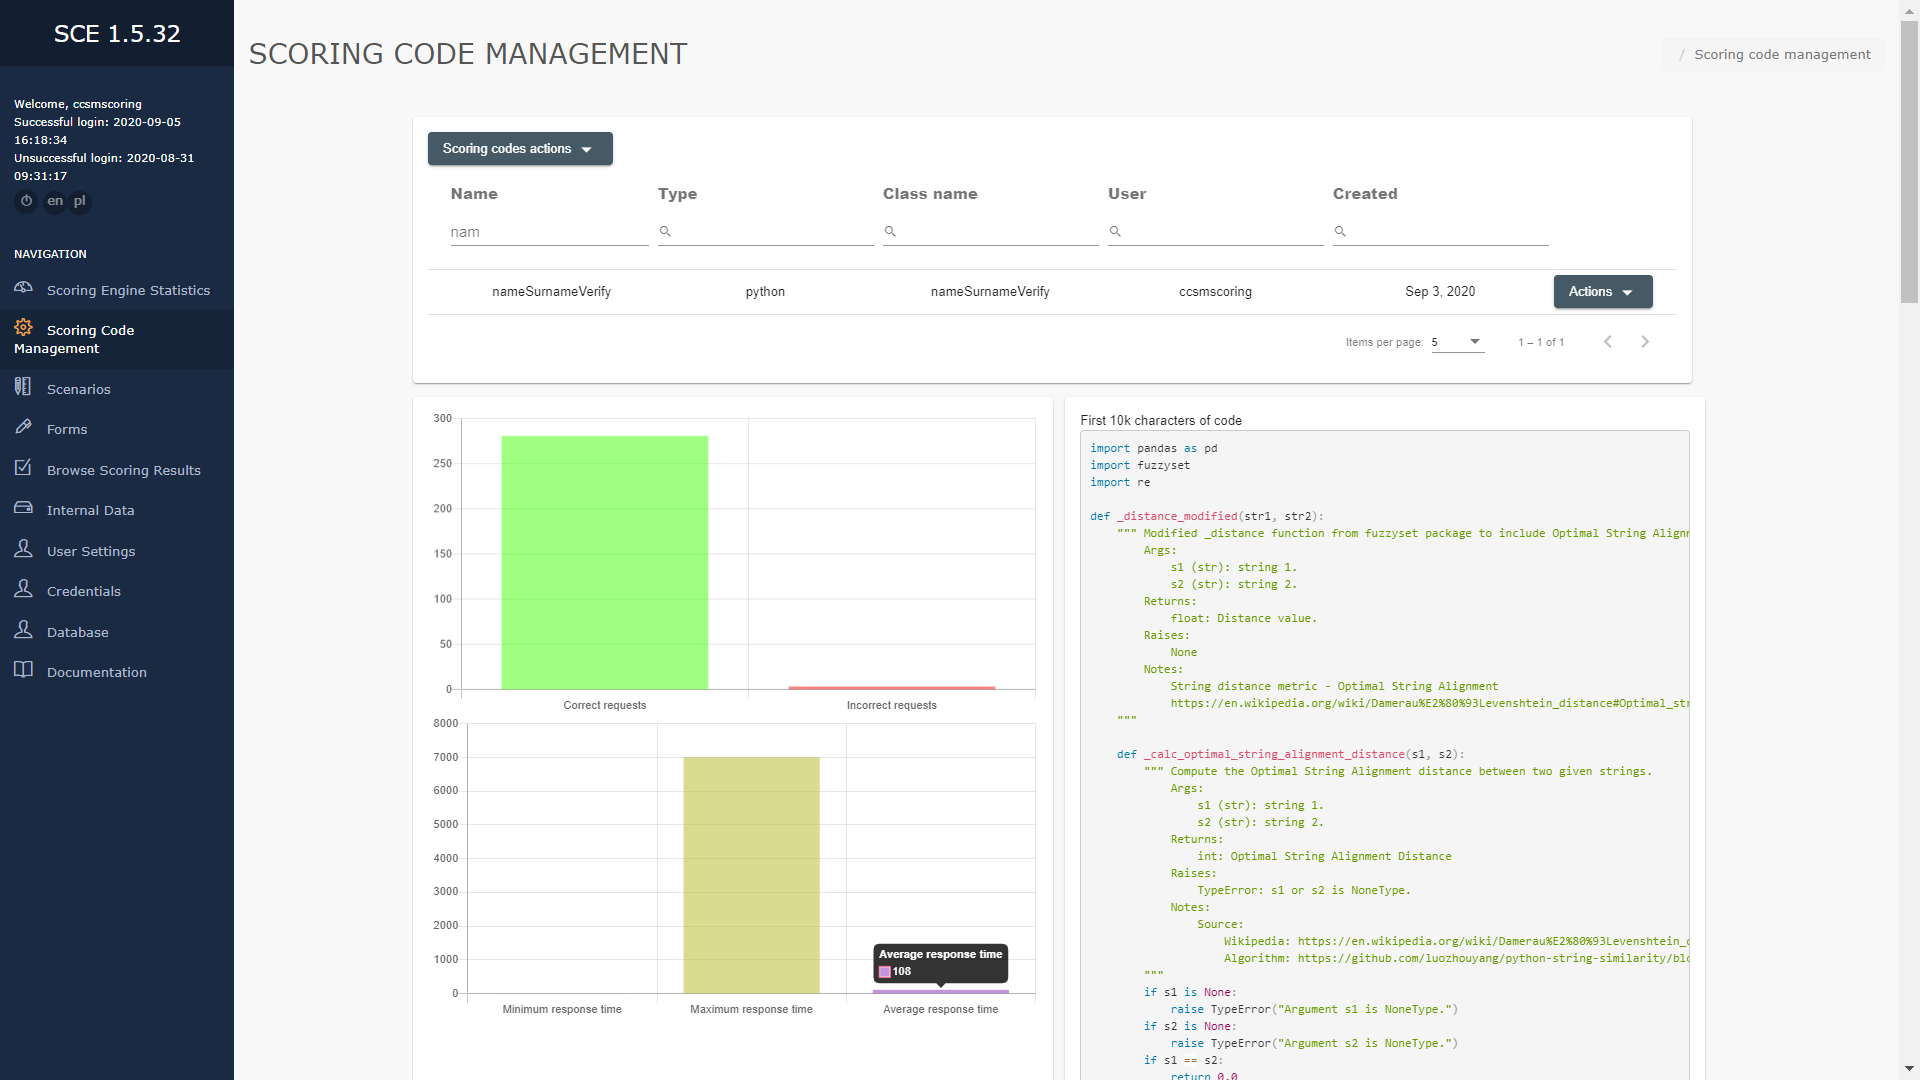 SCE 1.5.32
Welcome, ccsmscoring
Successful login: 2020-09-05
16:18:34
Unsuccessful login: 2020-08-31
09:31:17
en pl
NAVIGATION
Scoring Engine Statistics
Scoring Code
Management
Scenarios
Forms
Browse Scoring Results
Internal Data
User Settings
Credentials
Database
Documentation
SCORING CODE MANAGEMENT
/ Scoring code management
Scoring codes actions
Name Type Class name User Created
nam
nameSurnameVerify python nameSurnameVerify ccsmscoring Sep 3, 2020 Actions
Items per page: 5 1 – 1 of 1
300
250
200
150
100
50
0
Correct requests Incorrect requests
8000
7000
6000
5000
4000
3000
2000
1000
0
Average response time
108
Minimum response time Maximum response time Average response time
First 10k characters of code
import pandas as pd
import fuzzyset
import re
def _distance_modified(str1, str2):
""" Modified _distance function from fuzzyset package to include Optimal String Alignm
Args:
s1 (str): string 1.
s2 (str): string 2.
Returns:
float: Distance value.
Raises:
None
Notes:
String distance metric - Optimal String Alignment
https://en.wikipedia.org/wiki/Damerau%E2%80%93Levenshtein_distance#Optimal_str
"""
def _calc_optimal_string_alignment_distance(s1, s2):
""" Compute the Optimal String Alignment distance between two given strings.
Args:
s1 (str): string 1.
s2 (str): string 2.
Returns:
int: Optimal String Alignment Distance
Raises:
TypeError: s1 or s2 is NoneType.
Notes:
Source:
Wikipedia: https://en.wikipedia.org/wiki/Damerau%E2%80%93Levenshtein_d
Algorithm: https://github.com/luozhouyang/python-string-similarity/blo
"""
if s1 is None:
raise TypeError("Argument s1 is NoneType.")
if s2 is None:
raise TypeError("Argument s2 is NoneType.")
if s1 == s2:
return 0.0